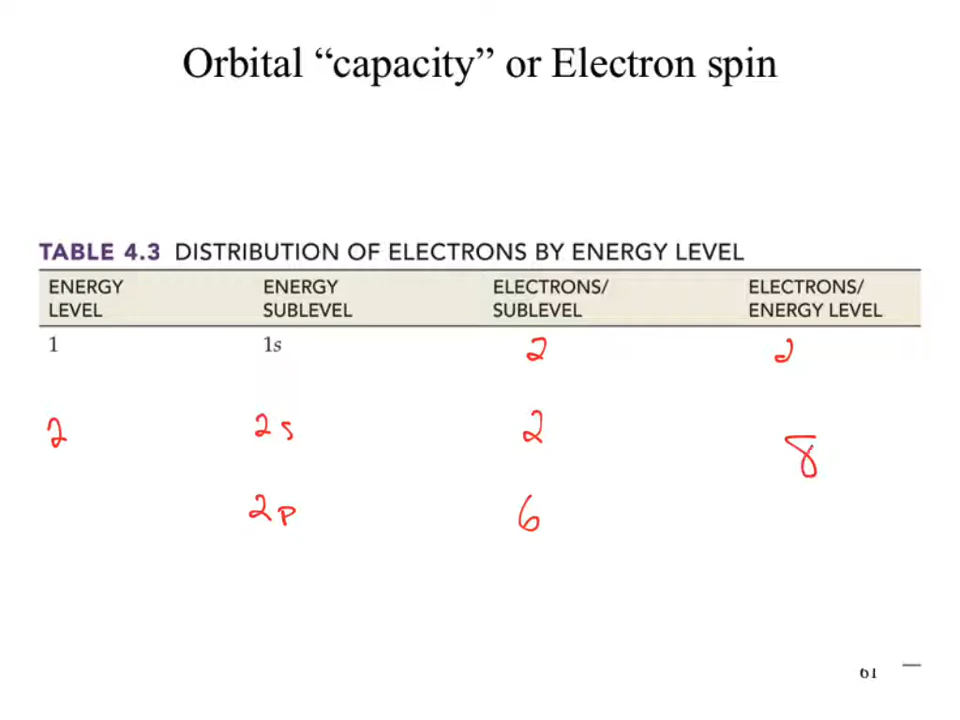 Orbital “capacity” or Electron spin
TABLE 4.3 DISTRIBUTION OF ELECTRONS BY ENERGY LEVEL
ENERGY LEVEL ENERGY SUBLEVEL ELECTRONS/ SUBLEVEL ELECTRONS/ ENERGY LEVEL
1 1s 2 2
2 2s 2 8
2p 6
61